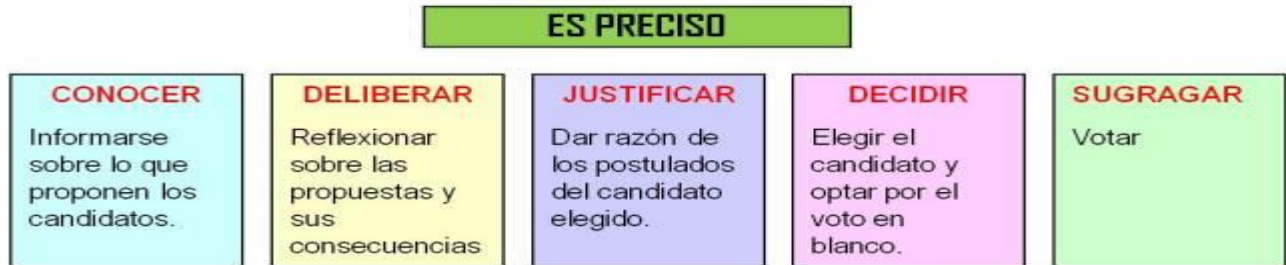 ES PRECISO
CONOCER
Informarse
sobre lo que
proponen los
candidatos.
DELIBERAR
Reflexionar
sobre las
propuestas y
sus
consecuencias
JUSTIFICAR
Dar razón de
los postulados
del candidato
elegido.
DECIDIR
Elegir el
candidato y
optar por el
voto en
blanco.
SUGRAGAR
Votar